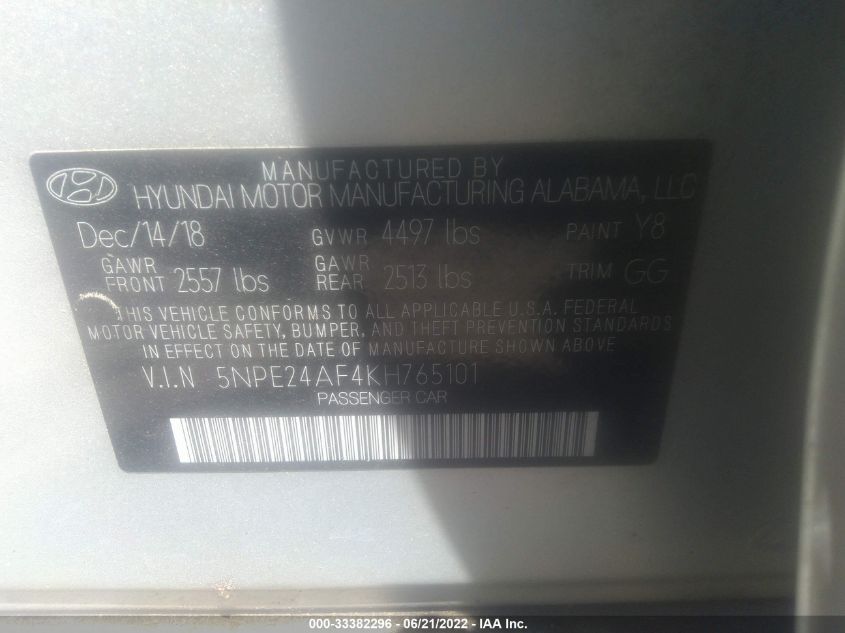 MANUFACTURED BY
HYUNDAI MOTOR MANUFACTURING ALABAMA, LLC
Dec/14/18 GVWR 4497 lbs PAINT Y8
GAWR FRONT 2557 lbs GAWR REAR 2513 lbs TRIM GG
THIS VEHICLE CONFORMS TO ALL APPLICABLE U.S.A. FEDERAL
MOTOR VEHICLE SAFETY, BUMPER, AND THEFT PREVENTION STANDARDS
IN EFFECT ON THE DATE OF MANUFACTURE SHOWN ABOVE
V.I.N 5NPE24AF4KH765101
PASSENGER CAR
000-33382296 - 06/21/2022 - IAA Inc.